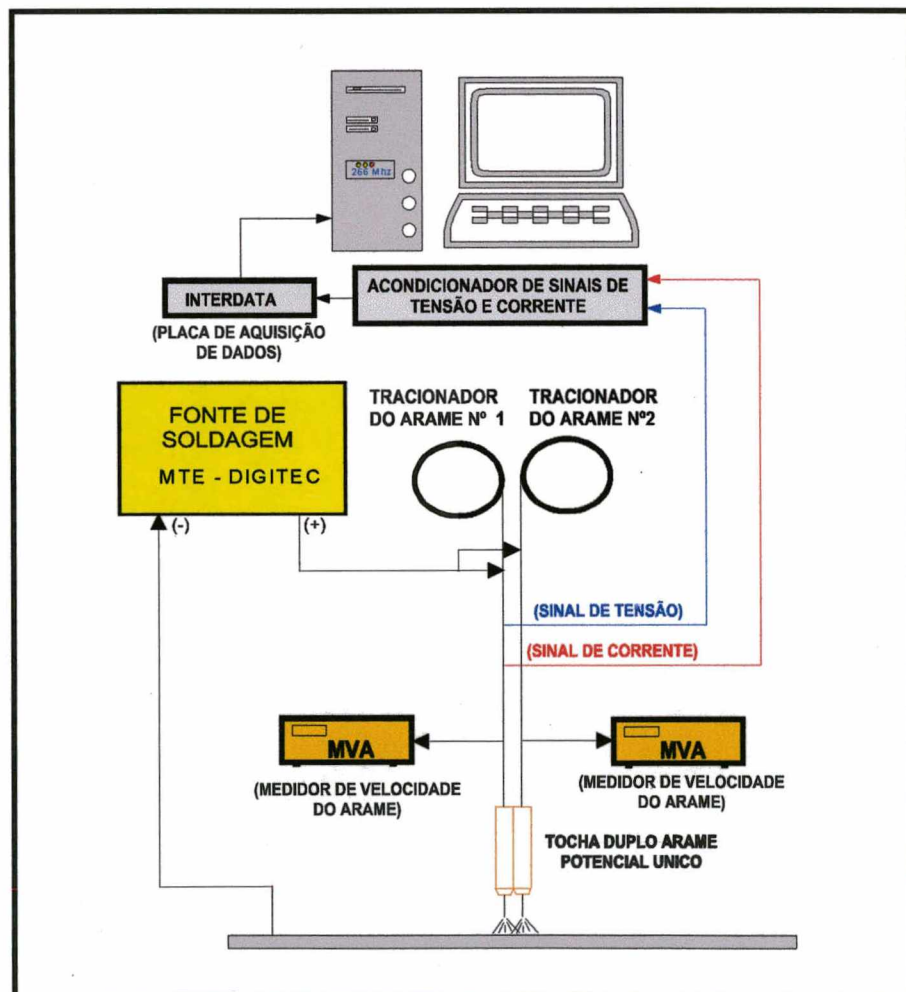 266 Mhz
INTERDATA
(PLACA DE AQUISIÇÃO
DE DADOS)
ACONDICIONADOR DE SINAIS DE
TENSÃO E CORRENTE
FONTE DE
SOLDAGEM
MTE - DIGITEC
(-)
(+)
TRACIONADOR
DO ARAME Nº 1
TRACIONADOR
DO ARAME Nº2
(SINAL DE TENSÃO)
(SINAL DE CORRENTE)
MVA
(MEDIDOR DE VELOCIDADE
DO ARAME)
MVA
(MEDIDOR DE VELOCIDADE
DO ARAME)
TOCHA DUPLO ARAME
POTENCIAL UNICO